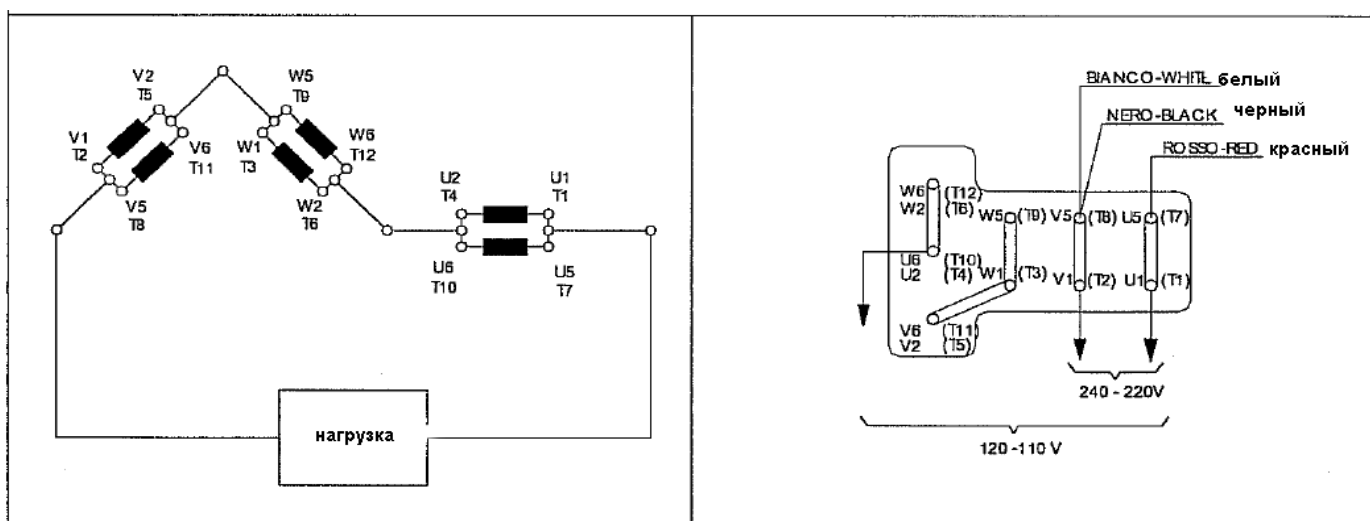 V2
T5
W5
T9
V1
T2
V6
T11
W1
T3
W6
T12
V5
T8
W2
T6
U2
T4
U1
T1
U6
T10
U5
T7
нагрузка
BIANCO-WHITE белый
NERO-BLACK черный
ROSSO-RED красный
W6 (T12)
W2 (T6)
W5 (T9)
V5 (T8)
U5 (T7)
U6 (T10)
U2 (T4)
W1 (T3)
V1 (T2)
U1 (T1)
V6 (T11)
V2 (T5)
240 - 220V
120 -110 V